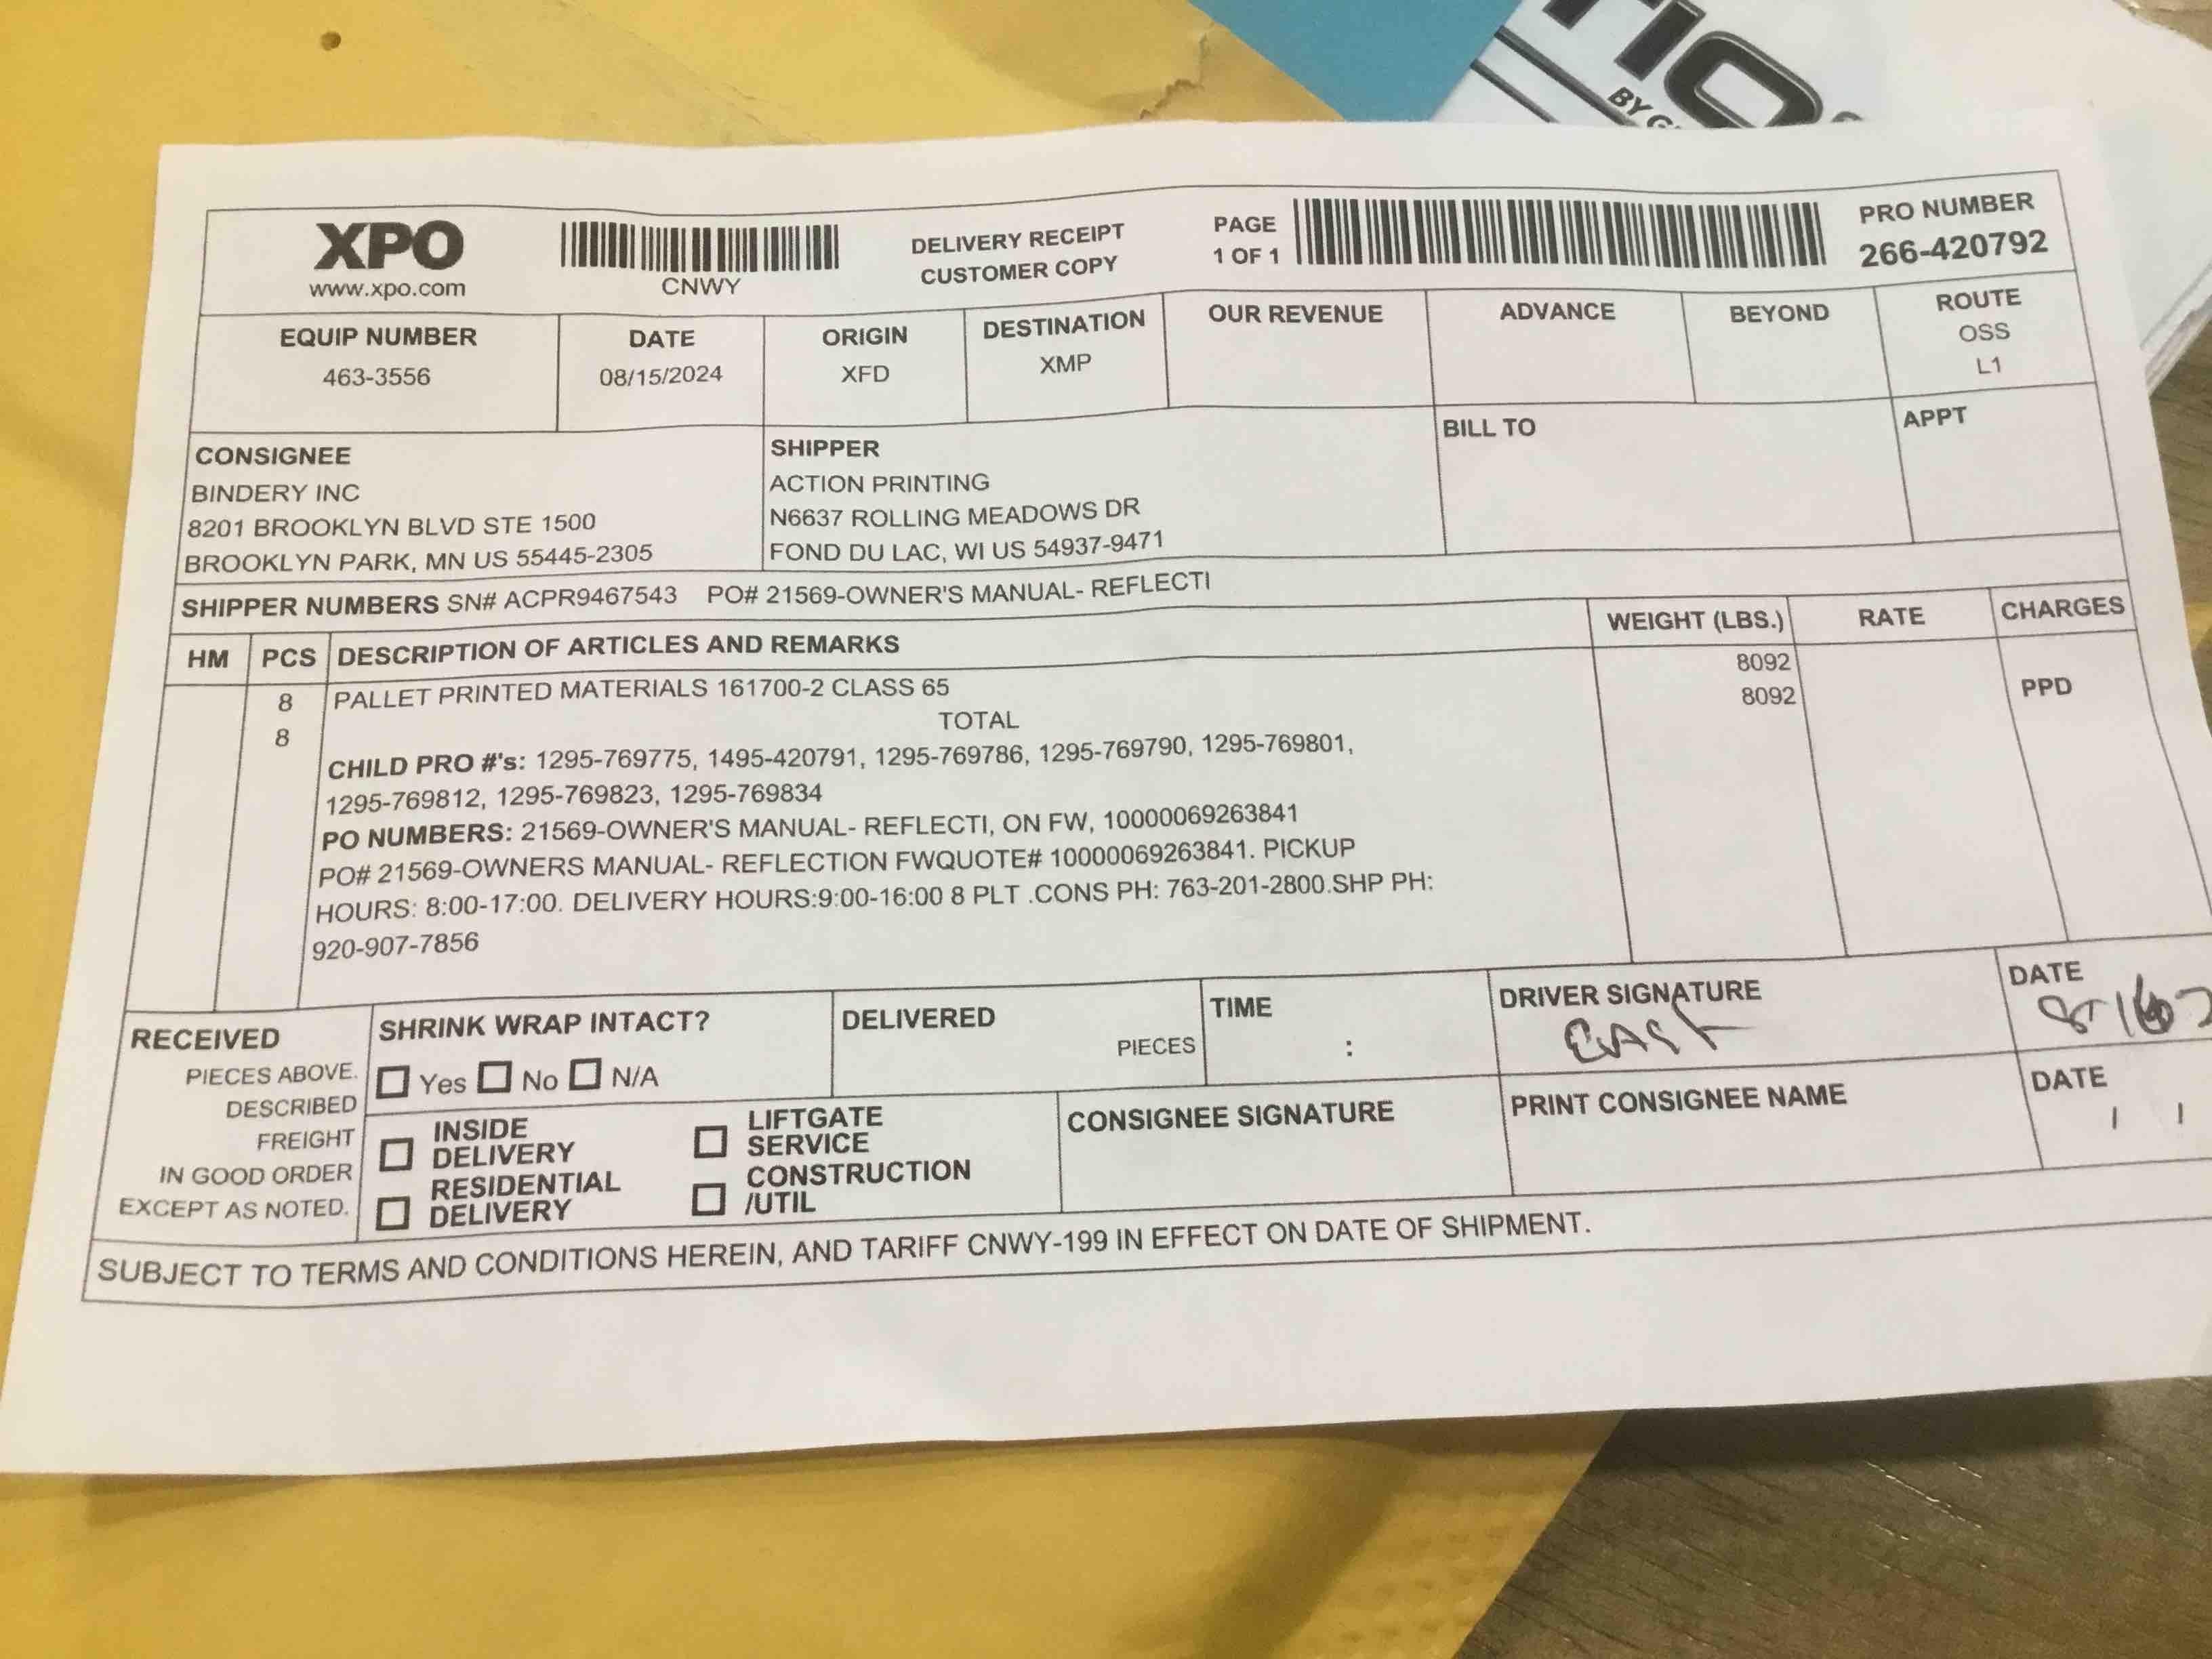 TIO
BY G
XPO
www.xpo.com
CNWY
DELIVERY RECEIPT
CUSTOMER COPY
PAGE
1 OF 1
PRO NUMBER
266-420792
EQUIP NUMBER
463-3556
DATE
08/15/2024
ORIGIN
XFD
DESTINATION
XMP
OUR REVENUE
ADVANCE
BEYOND
ROUTE
OSS
L1
CONSIGNEE
BINDERY INC
8201 BROOKLYN BLVD STE 1500
BROOKLYN PARK, MN US 55445-2305
SHIPPER
ACTION PRINTING
N6637 ROLLING MEADOWS DR
FOND DU LAC, WI US 54937-9471
BILL TO
APPT
SHIPPER NUMBERS SN# ACPR9467543 PO# 21569-OWNER'S MANUAL- REFLECTI
HM PCS DESCRIPTION OF ARTICLES AND REMARKS WEIGHT (LBS.) RATE CHARGES
8 PALLET PRINTED MATERIALS 161700-2 CLASS 65 8092
8 TOTAL 8092 PPD
CHILD PRO #'s: 1295-769775, 1495-420791, 1295-769786, 1295-769790, 1295-769801,
1295-769812, 1295-769823, 1295-769834
PO NUMBERS: 21569-OWNER'S MANUAL- REFLECTI, ON FW, 10000069263841
PO# 21569-OWNERS MANUAL- REFLECTION FWQUOTE# 10000069263841. PICKUP
HOURS: 8:00-17:00. DELIVERY HOURS:9:00-16:00 8 PLT .CONS PH: 763-201-2800.SHP PH:
920-907-7856
RECEIVED
PIECES ABOVE.
DESCRIBED
FREIGHT
IN GOOD ORDER
EXCEPT AS NOTED.
SHRINK WRAP INTACT?
Yes No N/A
DELIVERED
PIECES
TIME
:
DRIVER SIGNATURE
DATE
INSIDE
DELIVERY
RESIDENTIAL
DELIVERY
LIFTGATE
SERVICE
CONSTRUCTION
/UTIL
CONSIGNEE SIGNATURE
PRINT CONSIGNEE NAME
DATE
/ /
SUBJECT TO TERMS AND CONDITIONS HEREIN, AND TARIFF CNWY-199 IN EFFECT ON DATE OF SHIPMENT.